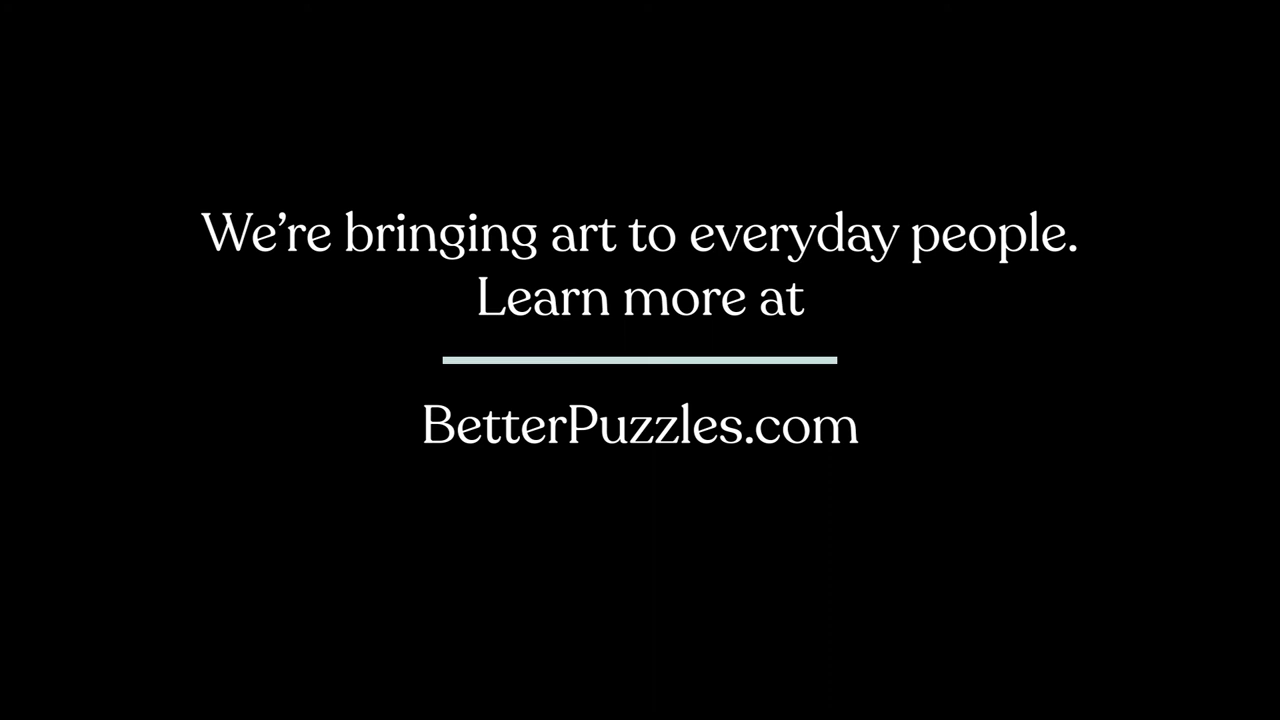 We’re bringing art to everyday people.
Learn more at
BetterPuzzles.com